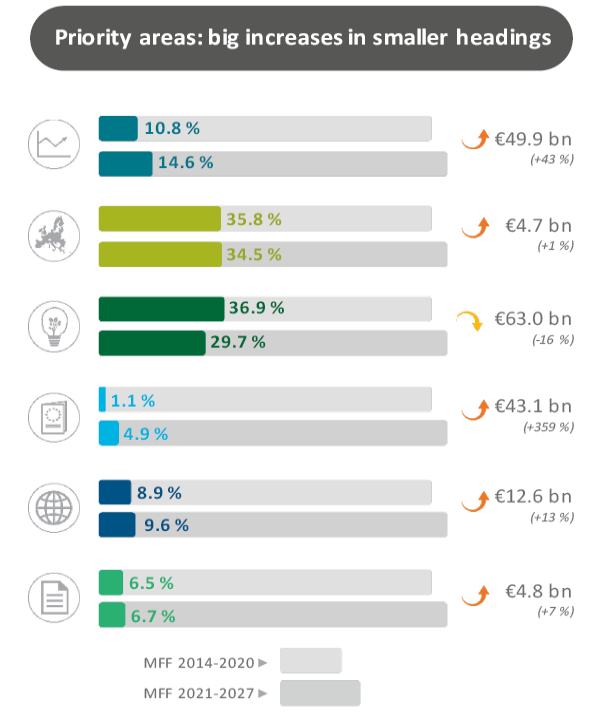 Priority areas: big increases in smaller headings
10.8 %
14.6 %
€49.9 bn
(+43 %)
35.8 %
34.5 %
€4.7 bn
(+1 %)
36.9 %
29.7 %
€63.0 bn
(-16 %)
1.1 %
4.9 %
€43.1 bn
(+359 %)
8.9 %
9.6 %
€12.6 bn
(+13 %)
6.5 %
6.7 %
€4.8 bn
(+7 %)
MFF 2014-2020
MFF 2021-2027